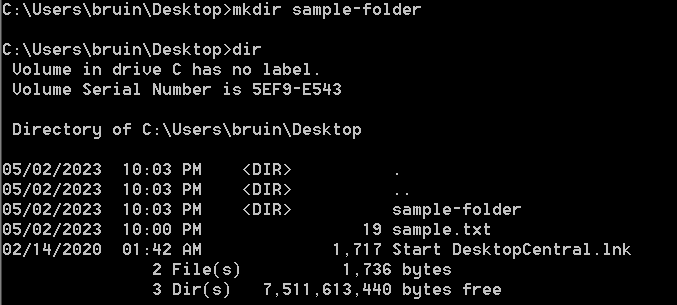 C:\Users\bruin\Desktop>mkdir sample-folder
C:\Users\bruin\Desktop>dir
Volume in drive C has no label.
Volume Serial Number is 5EF9-E543
Directory of C:\Users\bruin\Desktop
05/02/2023  10:03 PM    <DIR>          .
05/02/2023  10:03 PM    <DIR>          ..
05/02/2023  10:03 PM    <DIR>          sample-folder
05/02/2023  10:00 PM                19 sample.txt
02/14/2020  01:42 AM             1,717 Start DesktopCentral.lnk
2 File(s)          1,736 bytes
3 Dir(s)   7,511,613,440 bytes free